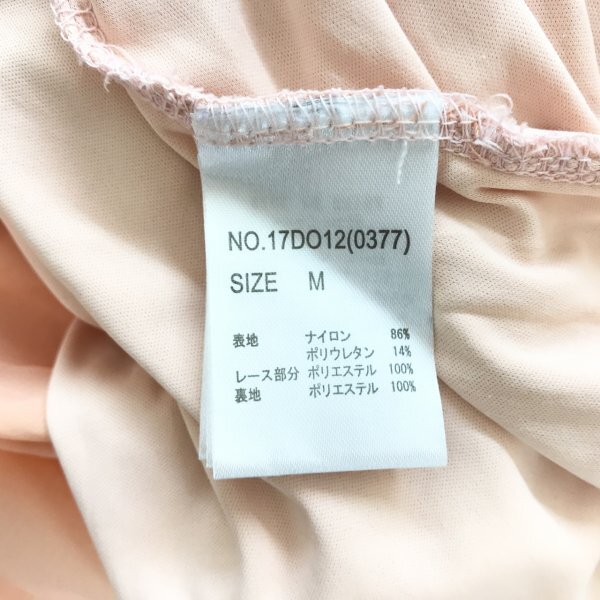 NO.17DO12(0377)
SIZE M
表地 ナイロン 86%
ポリウレタン 14%
レース部分 ポリエステル 100%
裏地 ポリエステル 100%